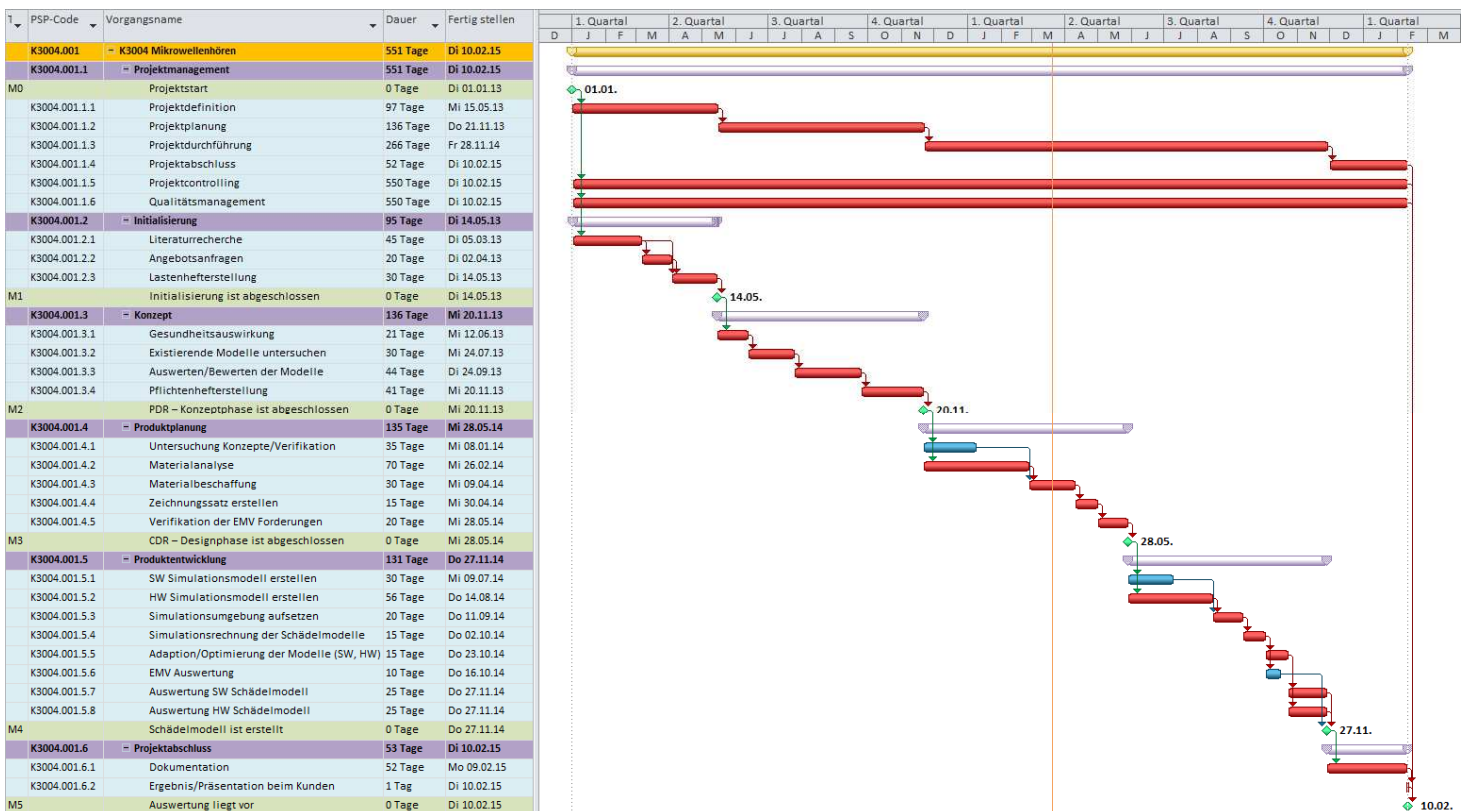 T PSP-Code Vorgangsname Dauer Fertig stellen 1. Quartal 2. Quartal 3. Quartal 4. Quartal 1. Quartal 2. Quartal 3. Quartal 4. Quartal 1. Quartal
D J F M A M J J A S O N D J F M A M J J A S O N D J F M
K3004.001 − K3004 Mikrowellenhören 551 Tage Di 10.02.15
K3004.001.1 − Projektmanagement 551 Tage Di 10.02.15
M0 Projektstart 0 Tage Di 01.01.13 01.01.
K3004.001.1.1 Projektdefinition 97 Tage Mi 15.05.13
K3004.001.1.2 Projektplanung 136 Tage Do 21.11.13
K3004.001.1.3 Projektdurchführung 266 Tage Fr 28.11.14
K3004.001.1.4 Projektabschluss 52 Tage Di 10.02.15
K3004.001.1.5 Projektcontrolling 550 Tage Di 10.02.15
K3004.001.1.6 Qualitätsmanagement 550 Tage Di 10.02.15
K3004.001.2 − Initialisierung 95 Tage Di 14.05.13
K3004.001.2.1 Literaturrecherche 45 Tage Di 05.03.13
K3004.001.2.2 Angebotsanfragen 20 Tage Di 02.04.13
K3004.001.2.3 Lastenhefterstellung 30 Tage Di 14.05.13
M1 Initialisierung ist abgeschlossen 0 Tage Di 14.05.13 14.05.
K3004.001.3 − Konzept 136 Tage Mi 20.11.13
K3004.001.3.1 Gesundheitsauswirkung 21 Tage Mi 12.06.13
K3004.001.3.2 Existierende Modelle untersuchen 30 Tage Mi 24.07.13
K3004.001.3.3 Auswerten/Bewerten der Modelle 44 Tage Di 24.09.13
K3004.001.3.4 Pflichtenhefterstellung 41 Tage Mi 20.11.13
M2 PDR – Konzeptphase ist abgeschlossen 0 Tage Mi 20.11.13 20.11.
K3004.001.4 − Produktplanung 135 Tage Mi 28.05.14
K3004.001.4.1 Untersuchung Konzepte/Verifikation 35 Tage Mi 08.01.14
K3004.001.4.2 Materialanalyse 70 Tage Mi 26.02.14
K3004.001.4.3 Materialbeschaffung 30 Tage Mi 09.04.14
K3004.001.4.4 Zeichnungssatz erstellen 15 Tage Mi 30.04.14
K3004.001.4.5 Verifikation der EMV Forderungen 20 Tage Mi 28.05.14
M3 CDR – Designphase ist abgeschlossen 0 Tage Mi 28.05.14 28.05.
K3004.001.5 − Produktentwicklung 131 Tage Do 27.11.14
K3004.001.5.1 SW Simulationsmodell erstellen 30 Tage Mi 09.07.14
K3004.001.5.2 HW Simulationsmodell erstellen 56 Tage Do 14.08.14
K3004.001.5.3 Simulationsumgebung aufsetzen 20 Tage Do 11.09.14
K3004.001.5.4 Simulationsrechnung der Schädelmodelle 15 Tage Do 02.10.14
K3004.001.5.5 Adaption/Optimierung der Modelle (SW, HW) 15 Tage Do 23.10.14
K3004.001.5.6 EMV Auswertung 10 Tage Do 16.10.14
K3004.001.5.7 Auswertung SW Schädelmodell 25 Tage Do 27.11.14
K3004.001.5.8 Auswertung HW Schädelmodell 25 Tage Do 27.11.14
M4 Schädelmodell ist erstellt 0 Tage Do 27.11.14 27.11.
K3004.001.6 − Projektabschluss 53 Tage Di 10.02.15
K3004.001.6.1 Dokumentation 52 Tage Mo 09.02.15
K3004.001.6.2 Ergebnis/Präsentation beim Kunden 1 Tag Di 10.02.15
M5 Auswertung liegt vor 0 Tage Di 10.02.15 10.02.